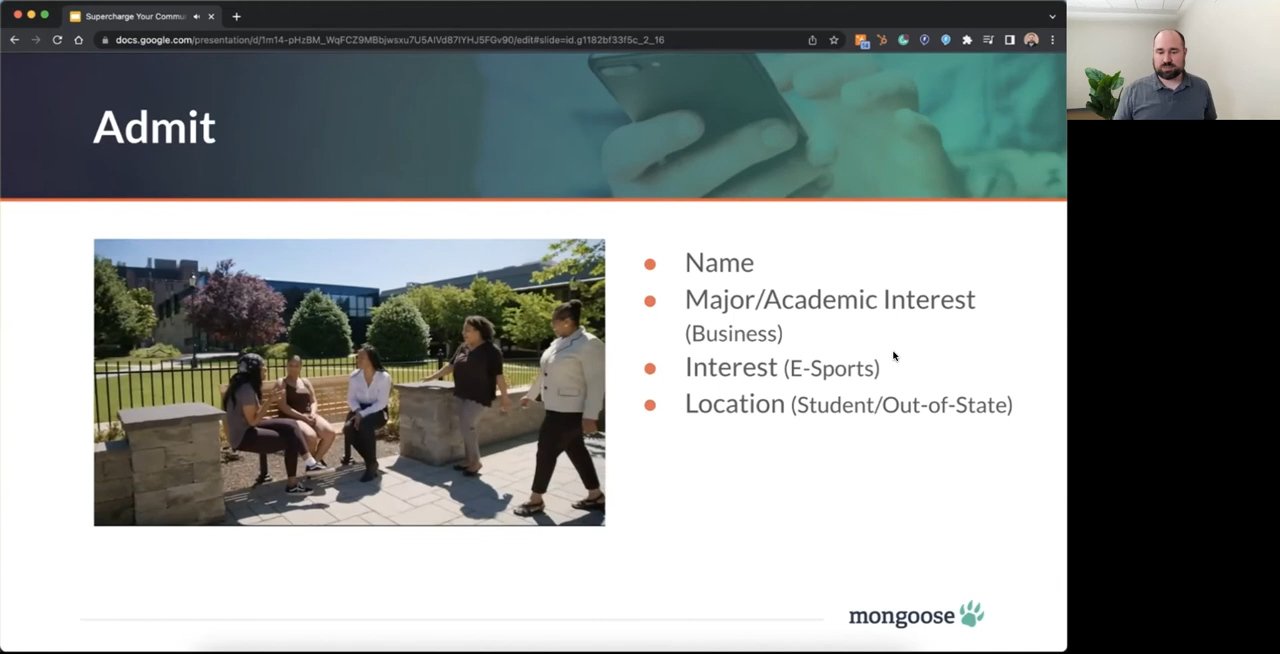 Supercharge Your Commu
docs.google.com/presentation/d/1m14-pHzBM_WqFCZ9MBbjwsxu7U5AlVd87IYHJ5FGv90/edit#slide=id.g1182bf33f5c_2_16
Admit
Name
Major/Academic Interest
(Business)
Interest (E-Sports)
Location (Student/Out-of-State)
mongoose